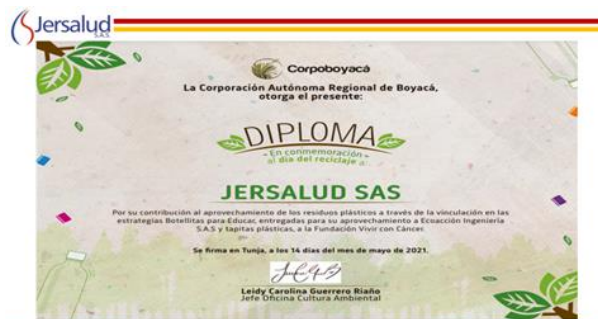 Jersalud
S.A.S
Corpoboyacá
La Corporación Autónoma Regional de Boyacá,
otorga el presente:
DIPLOMA
- En conmemoración -
al día del reciclaje a:
JERSALUD SAS
Por su contribución al aprovechamiento de los residuos plásticos a través de la vinculación en las
estrategias Botellitas para Educar, entregadas para su aprovechamiento a Ecoacción Ingeniería
S.A.S y tapitas plásticas, a la Fundación Vivir con Cáncer.
Se firma en Tunja, a los 14 días del mes de mayo de 2021.
Leidy Carolina Guerrero Riaño
Jefe Oficina Cultura Ambiental